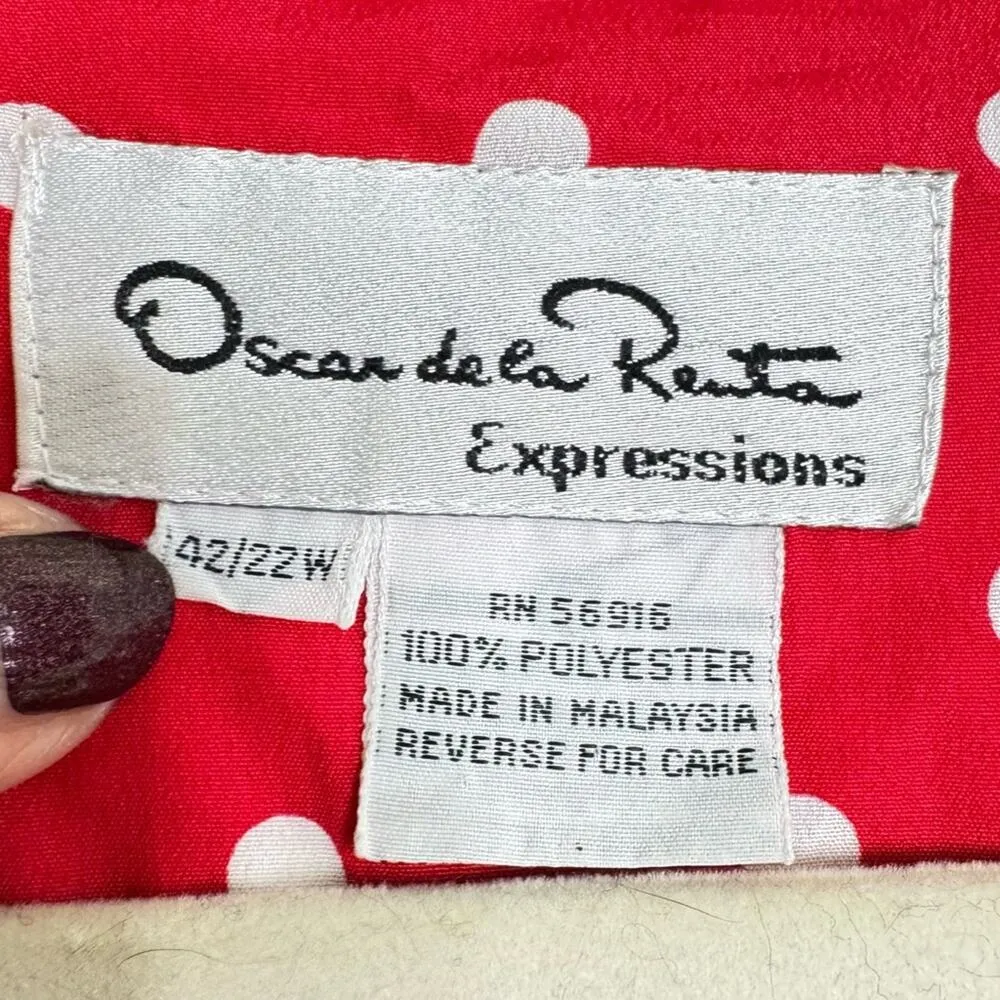 Oscar de la Renta
Expressions
42/22W
RN 56916
100% POLYESTER
MADE IN MALAYSIA
REVERSE FOR CARE